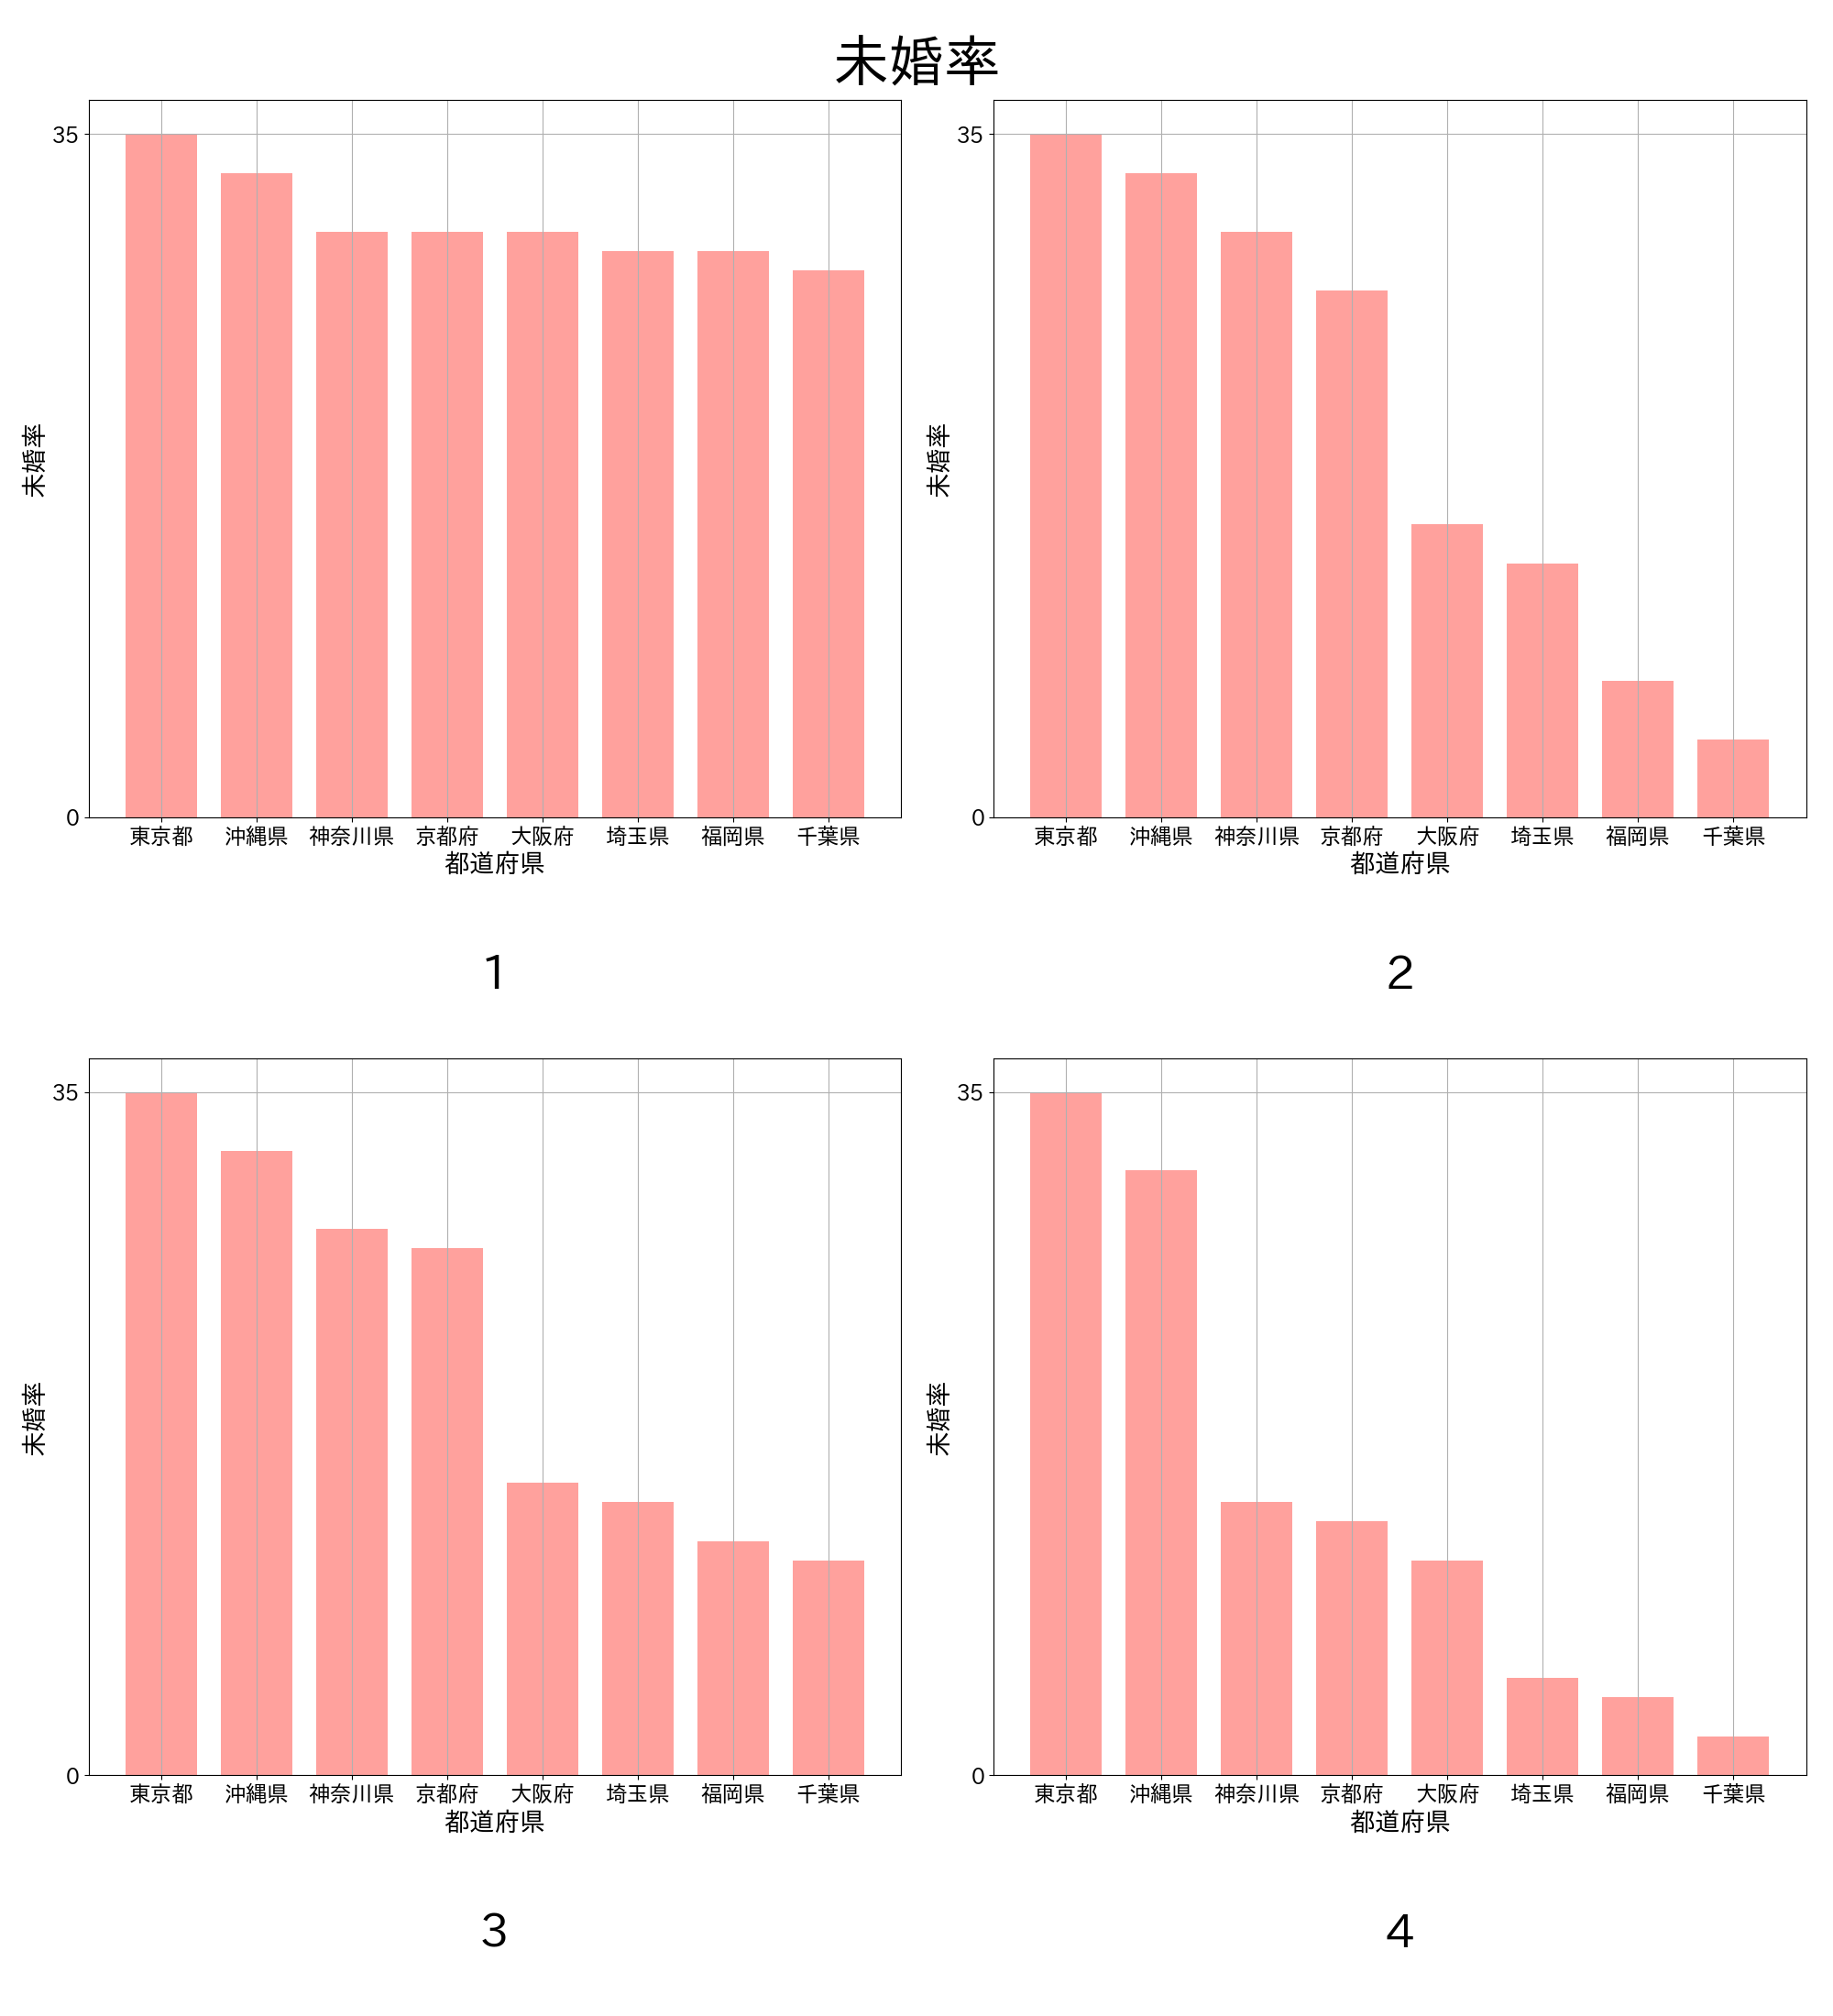 未婚率
35
0
未婚率
東京都 沖縄県 神奈川県 京都府 大阪府 埼玉県 福岡県 千葉県
都道府県
1
35
0
未婚率
東京都 沖縄県 神奈川県 京都府 大阪府 埼玉県 福岡県 千葉県
都道府県
2
35
0
未婚率
東京都 沖縄県 神奈川県 京都府 大阪府 埼玉県 福岡県 千葉県
都道府県
3
35
0
未婚率
東京都 沖縄県 神奈川県 京都府 大阪府 埼玉県 福岡県 千葉県
都道府県
4